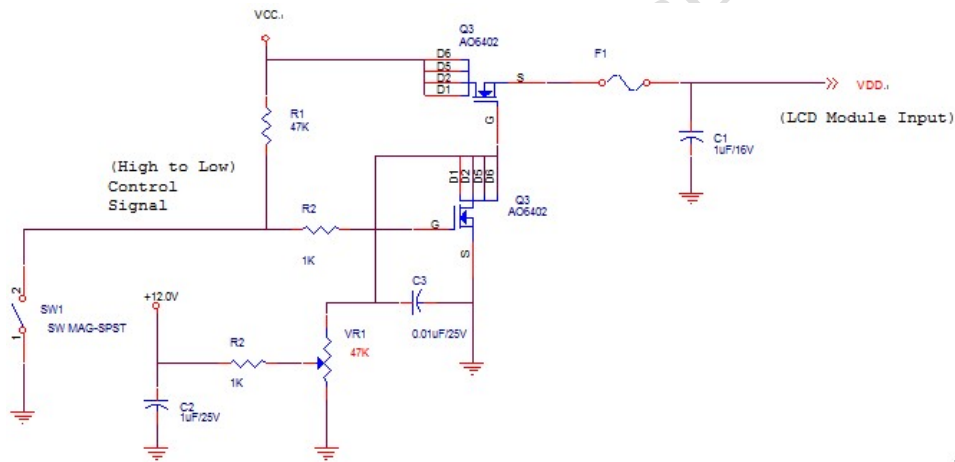 VCC.
Q3
AO6402
D6
D5
D2
D1
S
G
F1
VDD.
(LCD Module Input)
C1
1uF/16V
R1
47K
(High to Low)
Control
Signal
D1
D2
D5
D6
Q3
AO6402
R2
1K
G
S
2
SW1
SW MAG-SPST
1
+12.0V
C3
0.01uF/25V
VR1
47K
R2
1K
C2
1uF/25V